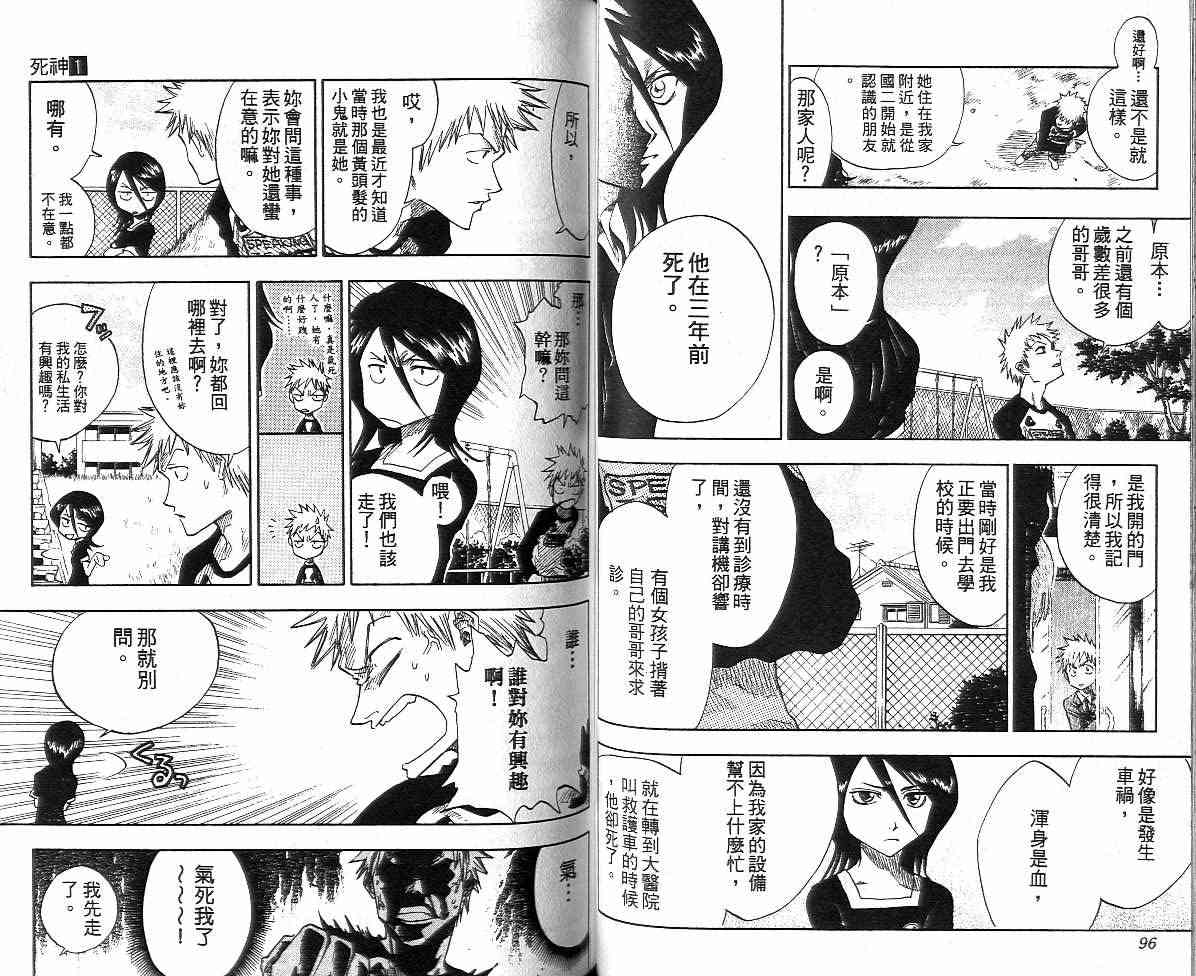 還好啊…
還不是就
這樣。
她住在我家
附近，是從
國二開始就
認識的朋友
。
那家人呢？
原本…
之前還有個
歲數差很多
的哥哥
「原本」
？
是啊。
他在三年前
死了。
是我開的門
，所以我記
得很清楚。
當時剛好是我
正要出門去學
校的時候
還沒有到診療時
間，對講機卻響
了，
有個女孩子揹著
自己的哥哥來求
診。
SPE
好像是發生
車禍，
渾身是血
因為我家的設備
幫不上什麼忙，
就在轉到大醫院
叫救護車的時候
，他卻死了。
96
死神1
所以，
哎，
我也是最近才知道
當時那個黃頭髮的
小鬼就是她。
妳會問這種事，
表示妳對她還蠻
在意的嘛。
SPEAKING
哪有。
我一點都
不在意。
那…
那妳問這
幹嘛？
喂！
我們也該
走了！
什麼嘛，真是氣死
人了，她有
什麼好跩
的啊……
對了，妳都回
哪裡去啊？
這裡應該沒有妳
住的地方吧。
怎麼？你對
我的私生活
有興趣嗎？
誰…
誰對妳有興趣
啊！
那就別
問。
くるっ
氣…
氣死我了
～～～～！
我先走
了。